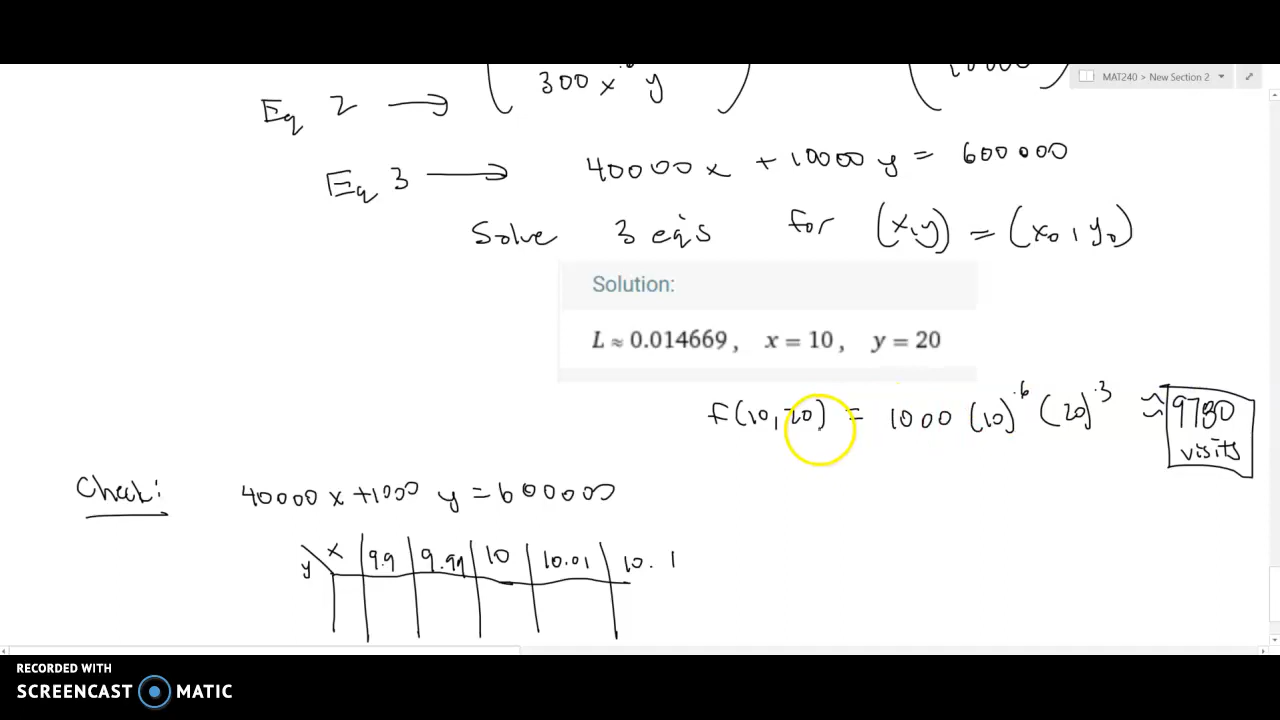 10000
MAT240 > New Section 2
300 x y
Eq 2 →
Eq 3 → 40000 x + 10000 y = 600000
Solve 3 eq's for (x,y) = (x₀, y₀)
Solution:
L ≈ 0.014669 , x = 10 , y = 20
f(10,20) = 1000 (10)^.6 (20)^.3 ≈ 9780
visits
Check: 40000 x + 1000 y = 600000
x 9.9 9.99 10 10.01 10.1
y
RECORDED WITH
SCREENCAST MATIC